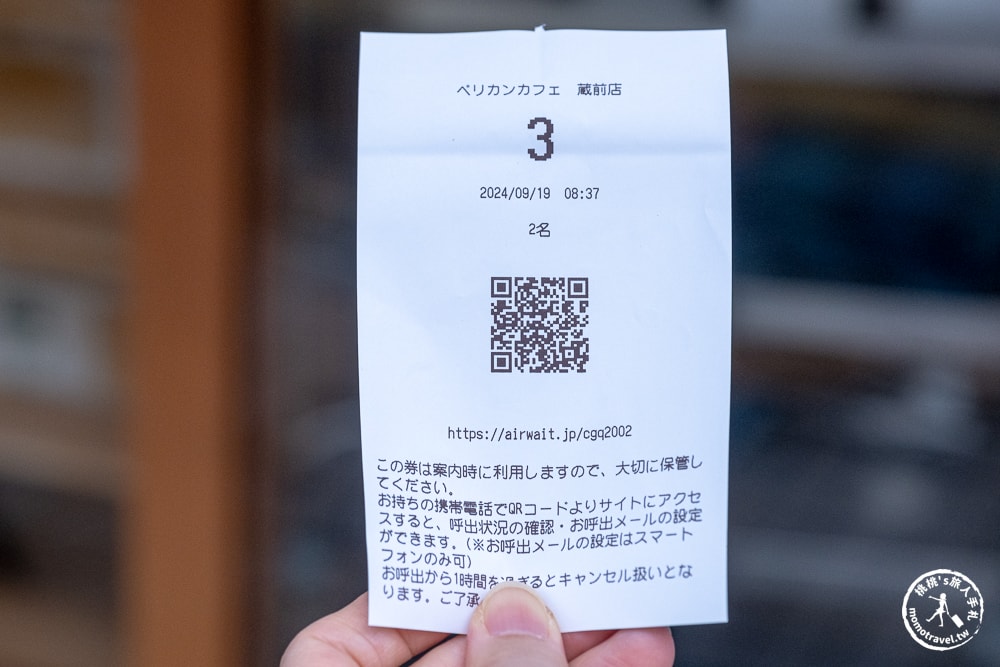 ペリカンカフェ　蔵前店
3
2024/09/19 08:37
2名
https://airwait.jp/cgq2002
この券は案内時に利用しますので、大切に保管し
てください。
お持ちの携帯電話でQRコードよりサイトにアクセ
スすると、呼出状況の確認・お呼出メールの設定
ができます。(※お呼出メールの設定はスマート
フォンのみ可)
お呼出から1時間を過ぎるとキャンセル扱いとな
ります。ご了承
桃桃's旅人手札
momotravel.tw